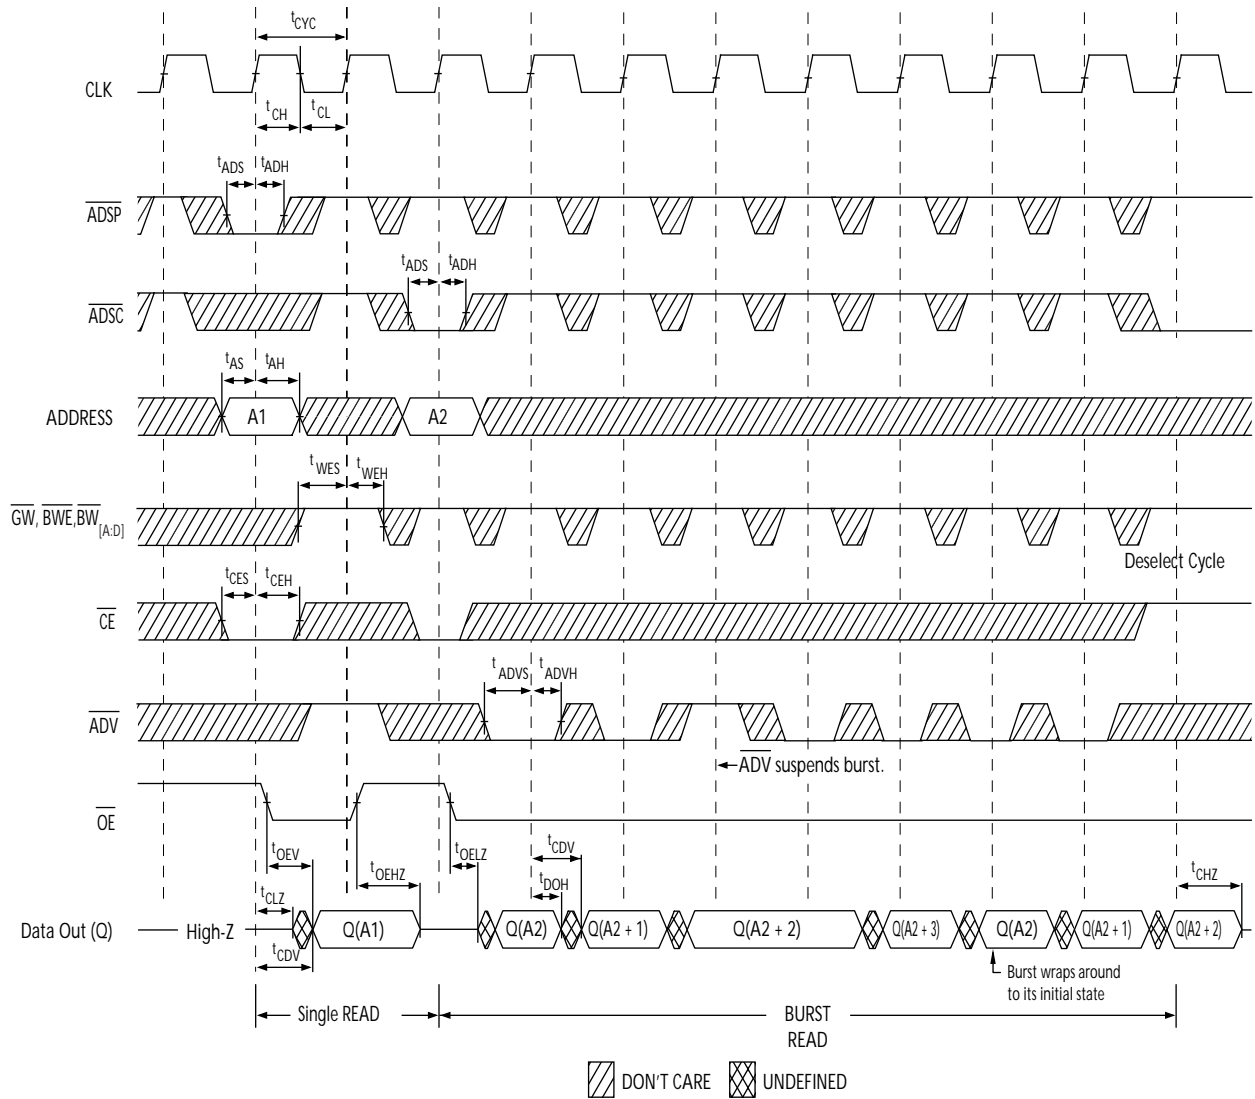 tCYC
CLK
tCH tCL
tADS tADH
ADSP
tADS tADH
ADSC
tAS tAH
ADDRESS A1 A2
tWES tWEH
GW, BWE,BW[A:D]
Deselect Cycle
tCES tCEH
CE
tADVS tADVH
ADV
ADV suspends burst.
OE
tOEV tOEHZ tOELZ tCDV
tCLZ tDOH tCHZ
Data Out (Q) High-Z Q(A1) Q(A2) Q(A2 + 1) Q(A2 + 2) Q(A2 + 3) Q(A2) Q(A2 + 1) Q(A2 + 2)
tCDV
Burst wraps around
to its initial state
Single READ BURST
READ
DON'T CARE UNDEFINED